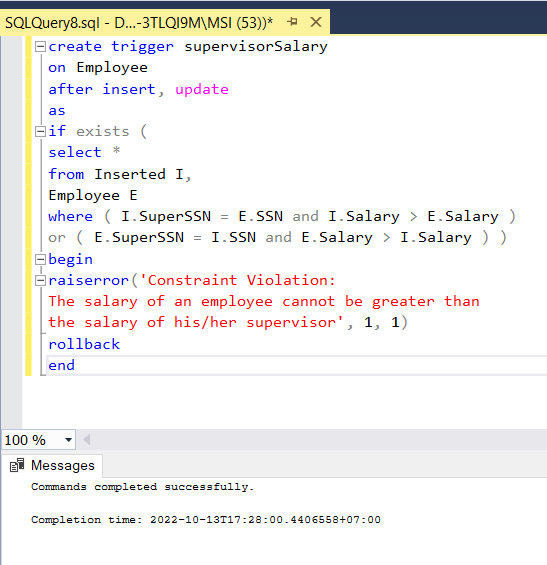 SQLQuery8.sql - D...-3TLQI9M\MSI (53))*
create trigger supervisorSalary
on Employee
after insert, update
as
if exists (
select *
from Inserted I,
Employee E
where ( I.SuperSSN = E.SSN and I.Salary > E.Salary )
or ( E.SuperSSN = I.SSN and E.Salary > I.Salary ) )
begin
raiserror('Constraint Violation:
The salary of an employee cannot be greater than
the salary of his/her supervisor', 1, 1)
rollback
end
100 %
Messages
Commands completed successfully.
Completion time: 2022-10-13T17:28:00.4406558+07:00